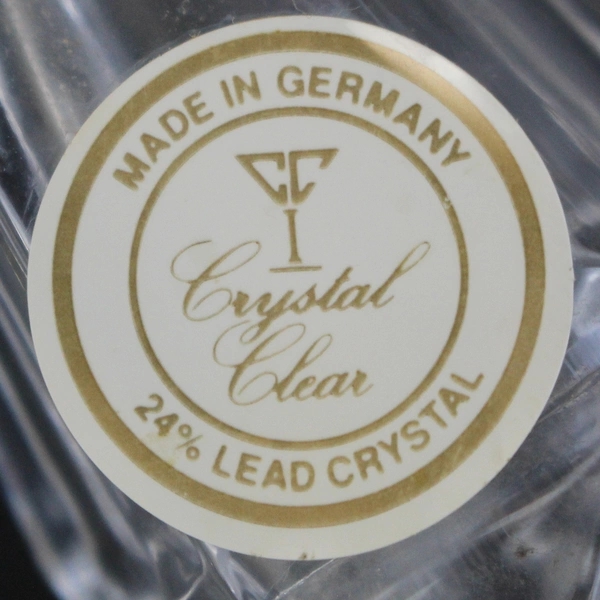 MADE IN GERMANY
CC
Crystal
Clear
24% LEAD CRYSTAL